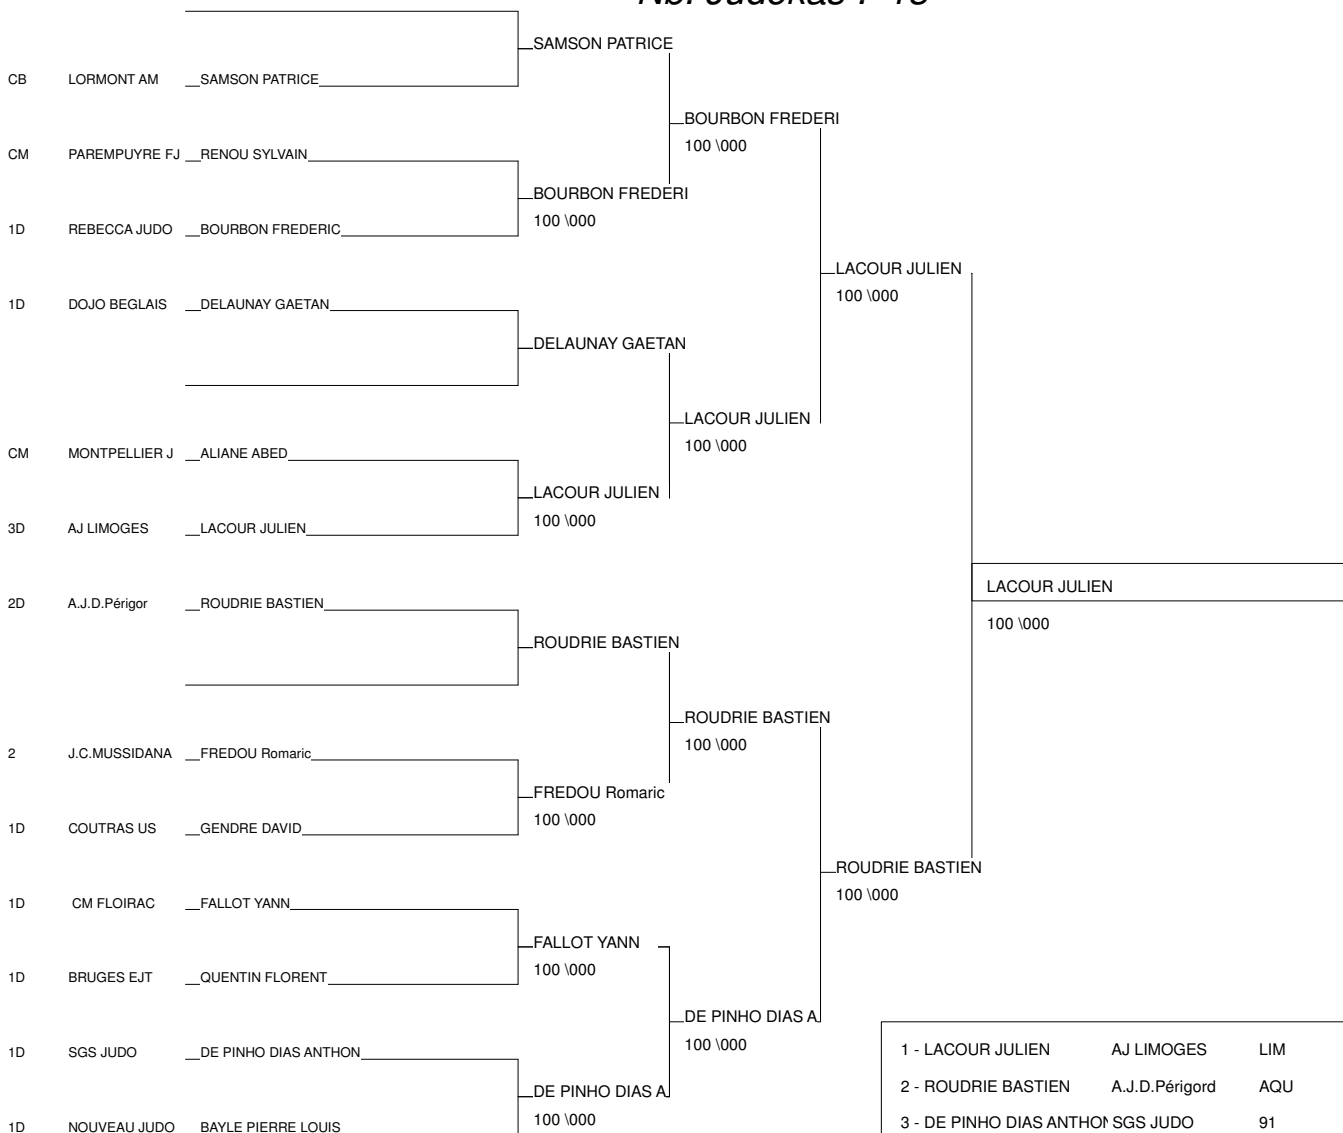 Nb. Judokas : 13
SAMSON PATRICE
CB LORMONT AM SAMSON PATRICE
BOURBON FREDERI
100 \000
CM PAREMPUYRE FJ RENOU SYLVAIN
BOURBON FREDERI
100 \000
1D REBECCA JUDO BOURBON FREDERIC
LACOUR JULIEN
100 \000
1D DOJO BEGLAIS DELAUNAY GAETAN
DELAUNAY GAETAN
LACOUR JULIEN
100 \000
CM MONTPELLIER J ALIANE ABED
LACOUR JULIEN
100 \000
3D AJ LIMOGES LACOUR JULIEN
LACOUR JULIEN
100 \000
2D A.J.D.Périgor ROUDRIE BASTIEN
ROUDRIE BASTIEN
ROUDRIE BASTIEN
100 \000
2 J.C.MUSSIDANA FREDOU Romaric
FREDOU Romaric
100 \000
1D COUTRAS US GENDRE DAVID
ROUDRIE BASTIEN
100 \000
1D CM FLOIRAC FALLOT YANN
FALLOT YANN
100 \000
1D BRUGES EJT QUENTIN FLORENT
DE PINHO DIAS A
100 \000
1D SGS JUDO DE PINHO DIAS ANTHON
DE PINHO DIAS A
100 \000
1D NOUVEAU JUDO BAYLE PIERRE LOUIS
1 - LACOUR JULIEN AJ LIMOGES LIM
2 - ROUDRIE BASTIEN A.J.D.Périgord AQU
3 - DE PINHO DIAS ANTHON SGS JUDO 91